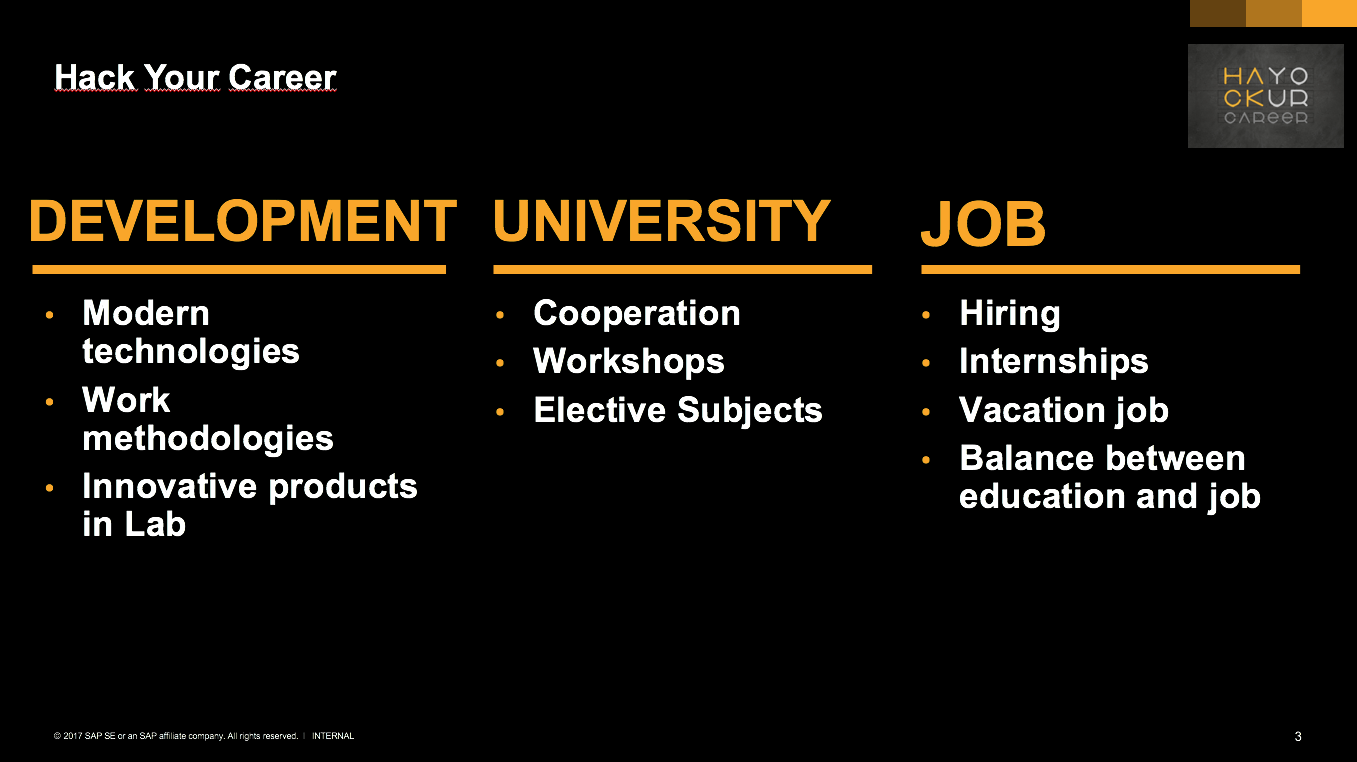 Hack Your Career
HAYO
CKUR
CAREER
DEVELOPMENT
• Modern
technologies
• Work
methodologies
• Innovative products
in Lab
UNIVERSITY
• Cooperation
• Workshops
• Elective Subjects
JOB
• Hiring
• Internships
• Vacation job
• Balance between
education and job
© 2017 SAP SE or an SAP affiliate company. All rights reserved. | INTERNAL
3